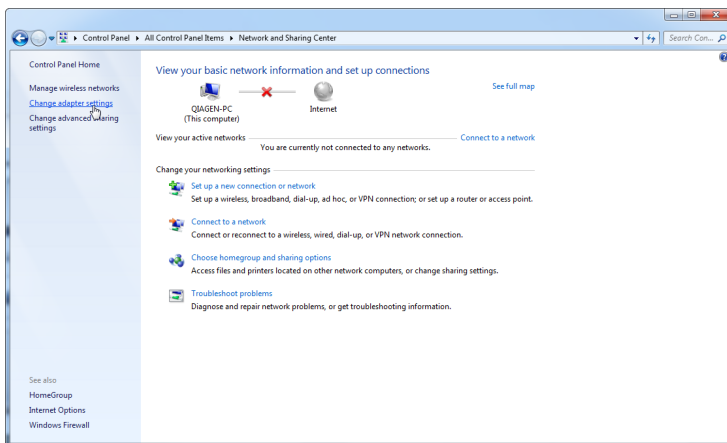 Control Panel ▸ All Control Panel Items ▸ Network and Sharing Center
Search Con...
Control Panel Home
Manage wireless networks
Change adapter settings
Change advanced sharing
settings
See also
HomeGroup
Internet Options
Windows Firewall
View your basic network information and set up connections
See full map
QIAGEN-PC
(This computer)
Internet
View your active networks
Connect to a network
You are currently not connected to any networks.
Change your networking settings
Set up a new connection or network
Set up a wireless, broadband, dial-up, ad hoc, or VPN connection; or set up a router or access point.
Connect to a network
Connect or reconnect to a wireless, wired, dial-up, or VPN network connection.
Choose homegroup and sharing options
Access files and printers located on other network computers, or change sharing settings.
Troubleshoot problems
Diagnose and repair network problems, or get troubleshooting information.